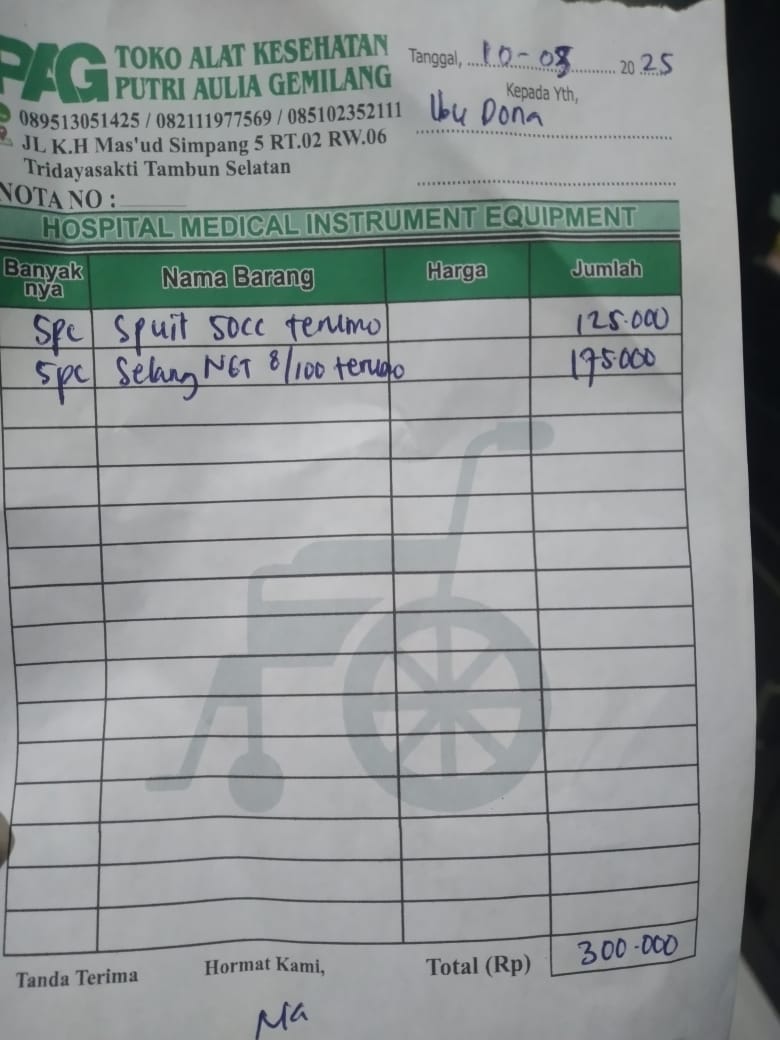 PAG TOKO ALAT KESEHATAN
PUTRI AULIA GEMILANG
089513051425 / 082111977569 / 085102352111
JL K.H Mas'ud Simpang 5 RT.02 RW.06
Tridayasakti Tambun Selatan
NOTA NO :
Tanggal, 10-08 2025
Kepada Yth,
Ibu Dona
HOSPITAL MEDICAL INSTRUMENT EQUIPMENT
Banyak nya Nama Barang Harga Jumlah
5pc Spuit 50cc terumo 125.000
5pc Selang NGT 8/100 terumo 175.000
Tanda Terima Hormat Kami, Total (Rp) 300.000